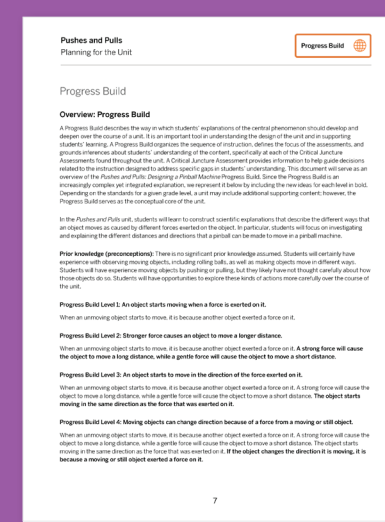 Pushes and Pulls
Planning for the Unit
Progress Build
Progress Build
Overview: Progress Build
A Progress Build describes the way in which students' explanations of the central phenomenon should develop and
deepen over the course of a unit. It is an important tool in understanding the design of the unit and in supporting
students' learning. A Progress Build organizes the sequence of instruction, defines the focus of the assessments, and
grounds inferences about students' understanding of the content, specifically at each of the Critical Juncture
Assessments found throughout the unit. A Critical Juncture Assessment provides information to help guide decisions
related to the instruction designed to address specific gaps in students' understanding. This document will serve as an
overview of the Pushes and Pulls: Designing a Pinball Machine Progress Build. Since the Progress Build is an
increasingly complex yet integrated explanation, we represent it below by including the new ideas for each level in bold.
Depending on the standards for a given grade level, a unit may include additional supporting content; however, the
Progress Build serves as the conceptual core of the unit.
In the Pushes and Pulls unit, students will learn to construct scientific explanations that describe the different ways that
an object moves as caused by different forces exerted on the object. In particular, students will focus on investigating
and explaining the different distances and directions that a pinball can be made to move in a pinball machine.
Prior knowledge (preconceptions): There is no significant prior knowledge assumed. Students will certainly have
experience with observing moving objects, including rolling balls, as well as making objects move in different ways.
Students will have experience moving objects by pushing or pulling, but they likely have not thought carefully about how
those objects do so. Students will have opportunities to explore these kinds of actions more carefully over the course of
the unit.
Progress Build Level 1: An object starts moving when a force is exerted on it.
When an unmoving object starts to move, it is because another object exerted a force on it.
Progress Build Level 2: Stronger force causes an object to move a longer distance.
When an unmoving object starts to move, it is because another object exerted a force on it. A strong force will cause
the object to move a long distance, while a gentle force will cause the object to move a short distance.
Progress Build Level 3: An object starts to move in the direction of the force exerted on it.
When an unmoving object starts to move, it is because another object exerted a force on it. A strong force will cause the
object to move a long distance, while a gentle force will cause the object to move a short distance. The object starts
moving in the same direction as the force that was exerted on it.
Progress Build Level 4: Moving objects can change direction because of a force from a moving or still object.
When an unmoving object starts to move, it is because another object exerted a force on it. A strong force will cause the
object to move a long distance, while a gentle force will cause the object to move a short distance. The object starts
moving in the same direction as the force that was exerted on it. If the object changes the direction it is moving, it is
because a moving or still object exerted a force on it.
7